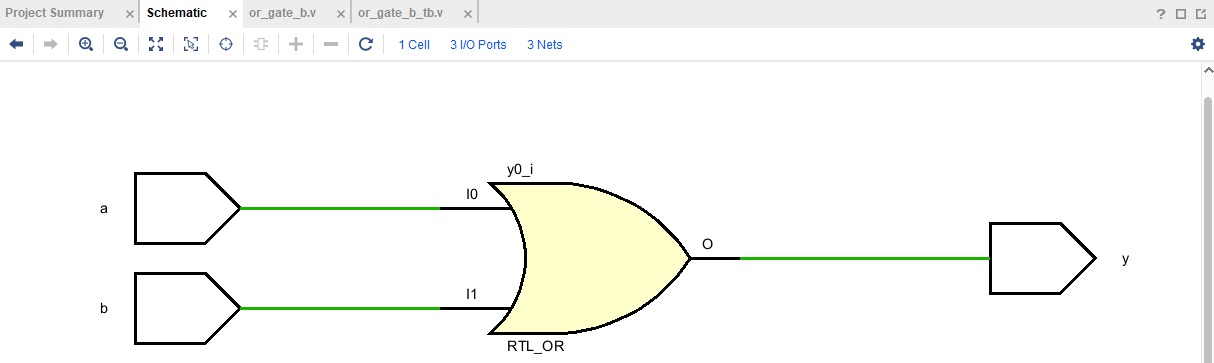 Project Summary × Schematic × or_gate_b.v × or_gate_b_tb.v × ?
1 Cell 3 I/O Ports 3 Nets
y0_i
I0
a
O
y
I1
b
RTL_OR